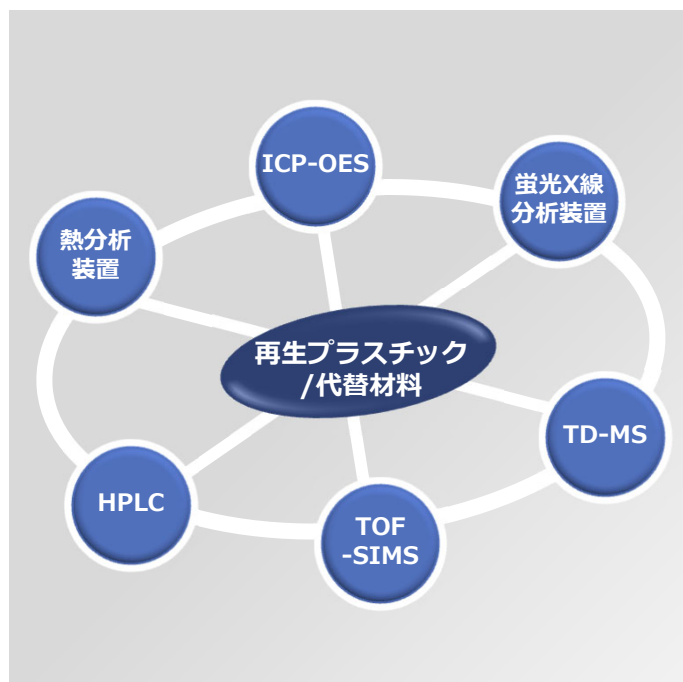 ICP-OES
蛍光X線
分析装置
熱分析
装置
再生プラスチック
/代替材料
TD-MS
HPLC
TOF
-SIMS